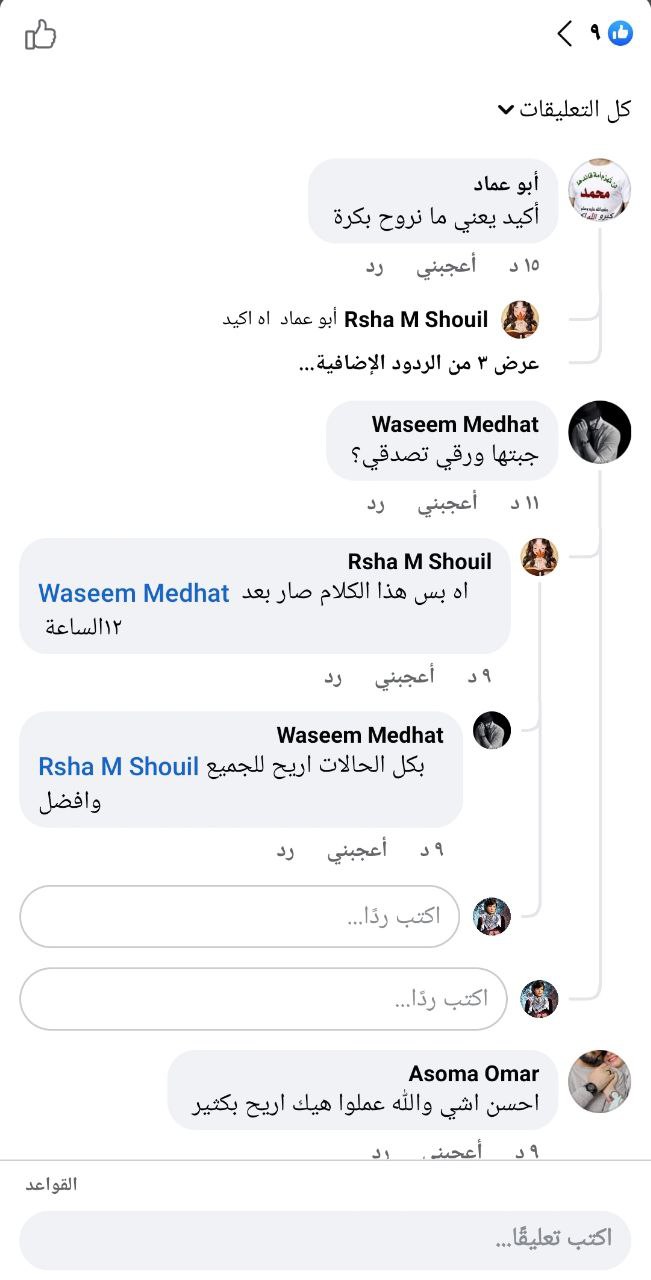 ٩
كل التعليقات
محمد
أبو عماد
أكيد يعني ما نروح بكرة
١٥ د أعجبني رد
Rsha M Shouil أبو عماد اه اكيد
عرض ٣ من الردود الإضافية...
Waseem Medhat
جبتها ورقي تصدقي؟
١١ د أعجبني رد
Rsha M Shouil
Waseem Medhat اه بس هذا الكلام صار بعد
١٢الساعة
٩ د أعجبني رد
Waseem Medhat
Rsha M Shouil بكل الحالات اريح للجميع
وافضل
٩ د أعجبني رد
اكتب ردًا...
اكتب ردًا...
Asoma Omar
احسن اشي والله عملوا هيك اريح بكثير
٩ د أعجبني رد
القواعد
اكتب تعليقًا...